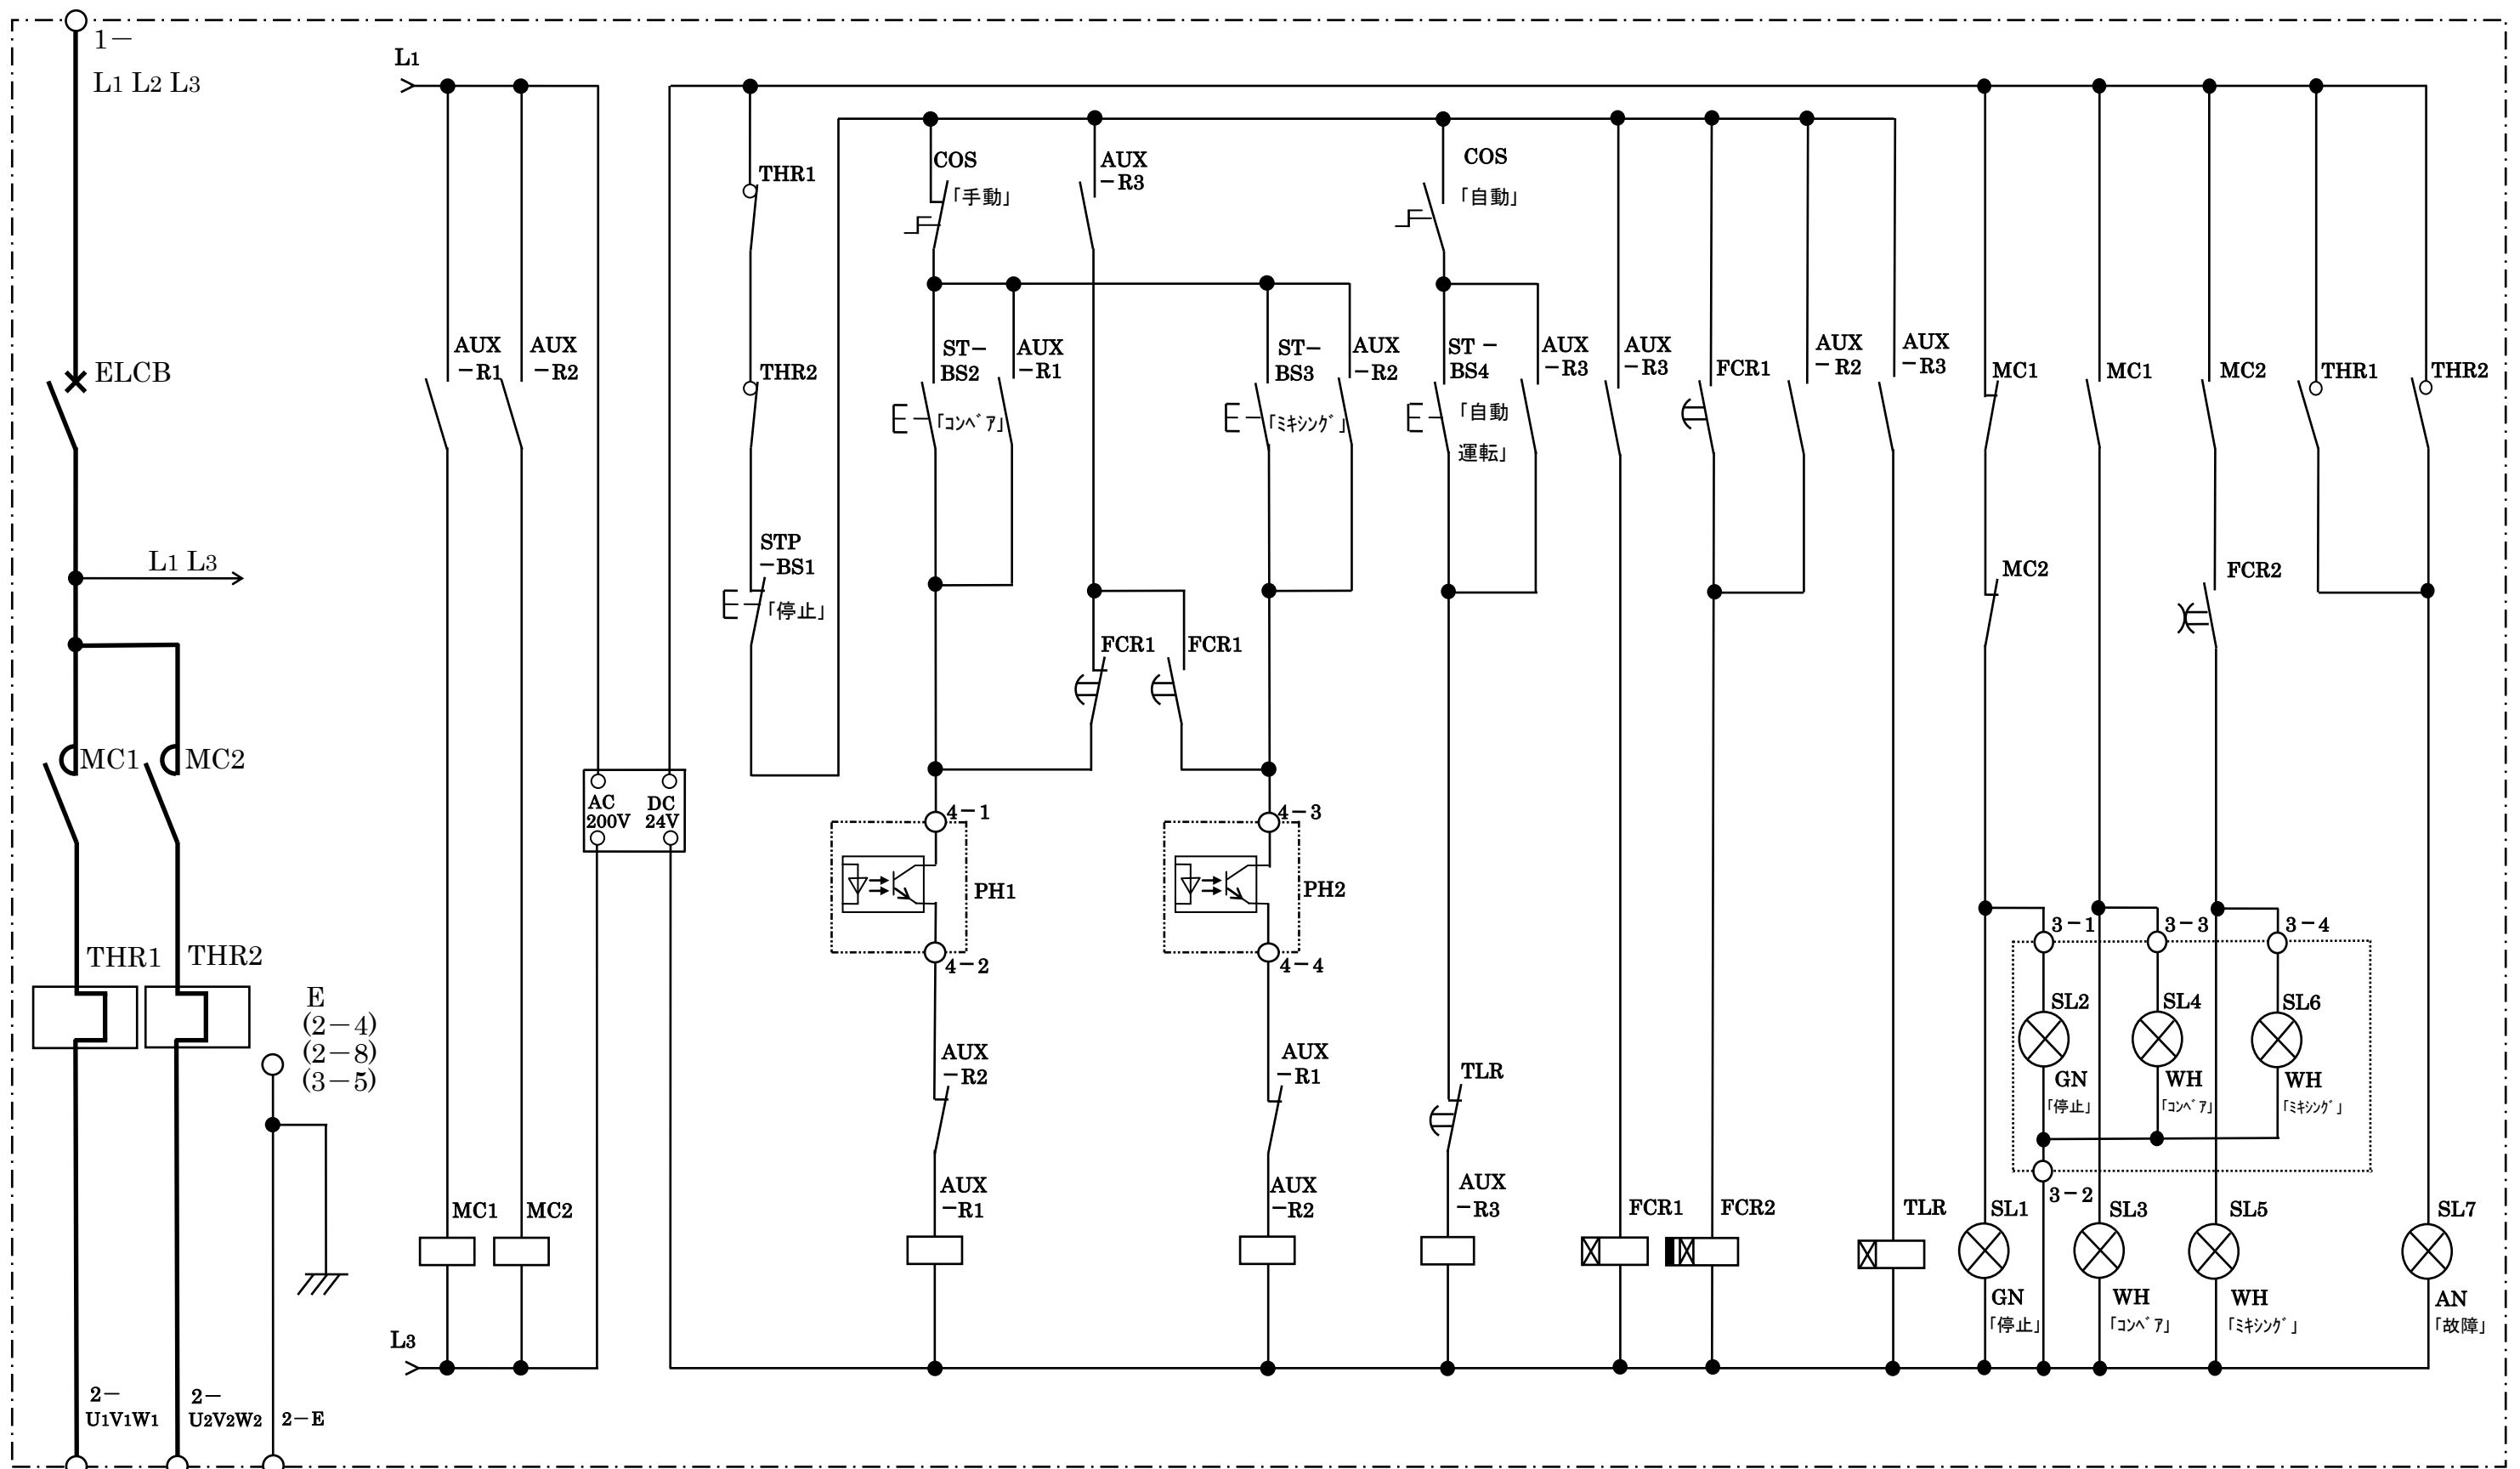 1－
L1 L2 L3
ELCB
L1 L3
MC1
MC2
THR1
THR2
E
(2－4)
(2－8)
(3－5)
2－
U1V1W1
2－
U2V2W2
2－E
L1
AUX
－R1
AUX
－R2
MC1
MC2
L3
AC
200V
DC
24V
THR1
THR2
STP
－BS1
「停止」
COS
「手動」
ST－
BS2
「ｺﾝﾍﾞｱ」
AUX
－R1
AUX
－R3
FCR1
FCR1
ST－
BS3
「ﾐｷｼﾝｸﾞ」
AUX
－R2
4－1
PH1
4－2
AUX
－R2
AUX
－R1
4－3
PH2
4－4
AUX
－R1
AUX
－R2
COS
「自動」
ST－
BS4
「自動
運転」
AUX
－R3
TLR
AUX
－R3
AUX
－R3
FCR1
FCR1
AUX
－R2
FCR2
AUX
－R3
TLR
MC1
MC2
MC1
MC2
FCR2
THR1
THR2
3－1
3－3
3－4
SL2
GN
「停止」
SL4
WH
「ｺﾝﾍﾞｱ」
SL6
WH
「ﾐｷｼﾝｸﾞ」
3－2
SL1
GN
「停止」
SL3
WH
「ｺﾝﾍﾞｱ」
SL5
WH
「ﾐｷｼﾝｸﾞ」
SL7
AN
「故障」